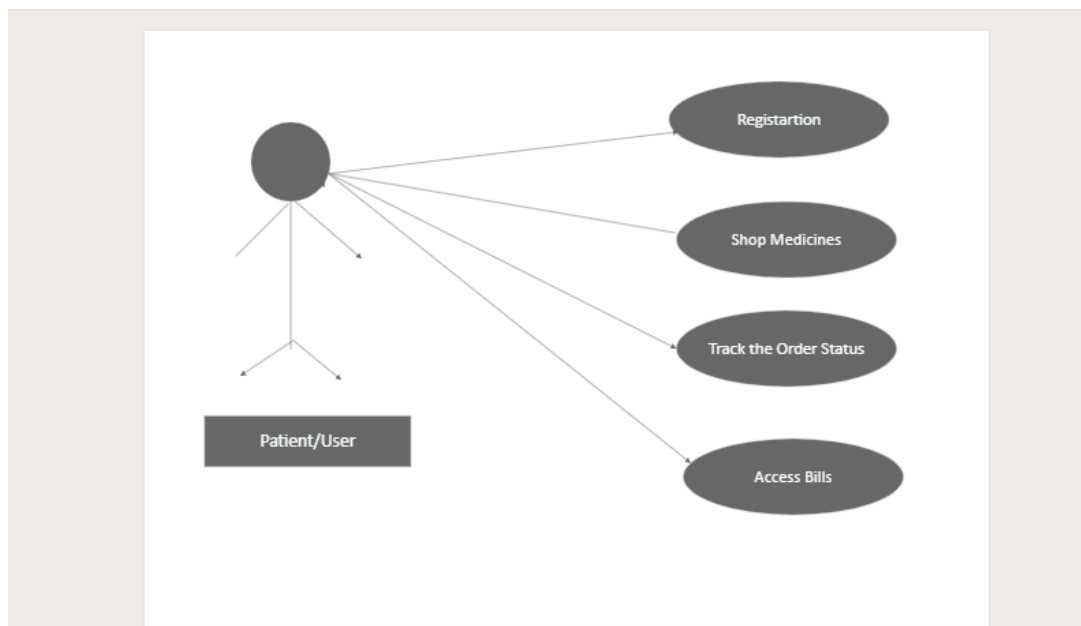 Registartion
Shop Medicines
Track the Order Status
Patient/User
Access Bills